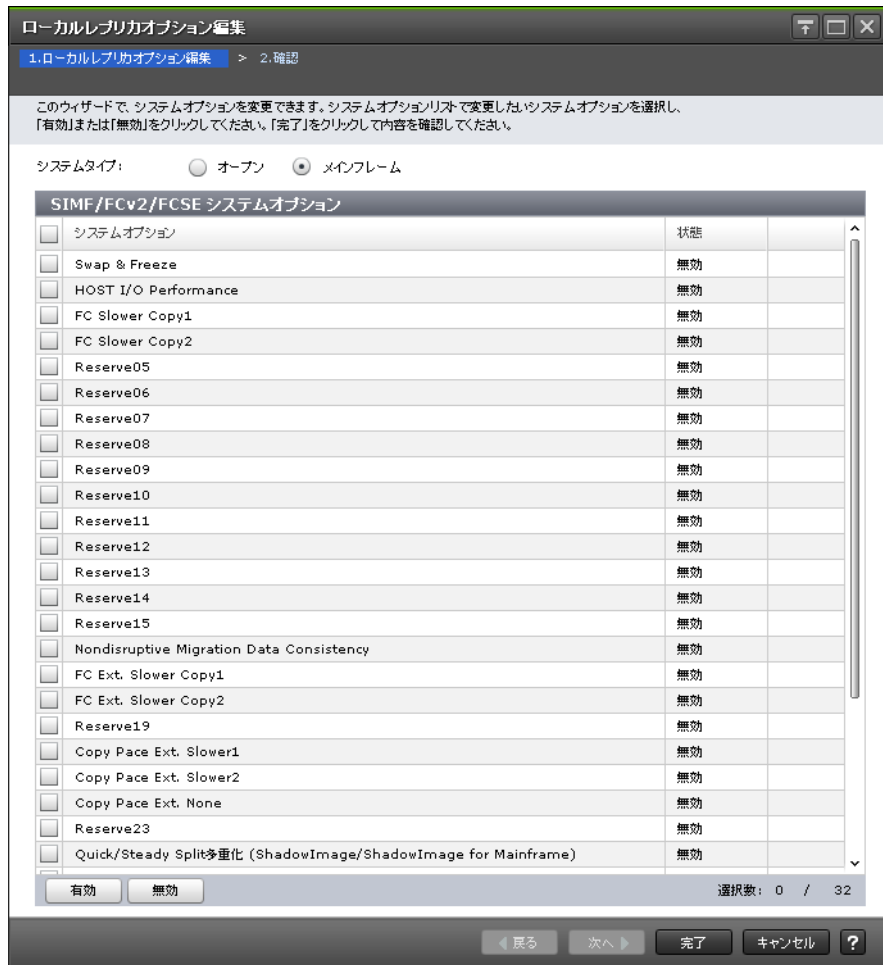 ローカルレプリカオプション編集
1.ローカルレプリカオプション編集 > 2.確認
このウィザードで、システムオプションを変更できます。システムオプションリストで変更したいシステムオプションを選択し、
「有効」または「無効」をクリックしてください。「完了」をクリックして内容を確認してください。
システムタイプ: オープン メインフレーム
SIMF/FCv2/FCSE システムオプション
システムオプション 状態
Swap & Freeze 無効
HOST I/O Performance 無効
FC Slower Copy1 無効
FC Slower Copy2 無効
Reserve05 無効
Reserve06 無効
Reserve07 無効
Reserve08 無効
Reserve09 無効
Reserve10 無効
Reserve11 無効
Reserve12 無効
Reserve13 無効
Reserve14 無効
Reserve15 無効
Nondisruptive Migration Data Consistency 無効
FC Ext. Slower Copy1 無効
FC Ext. Slower Copy2 無効
Reserve19 無効
Copy Pace Ext. Slower1 無効
Copy Pace Ext. Slower2 無効
Copy Pace Ext. None 無効
Reserve23 無効
Quick/Steady Split多重化 (ShadowImage/ShadowImage for Mainframe) 無効
有効 無効 選択数: 0 / 32
戻る 次へ 完了 キャンセル ?